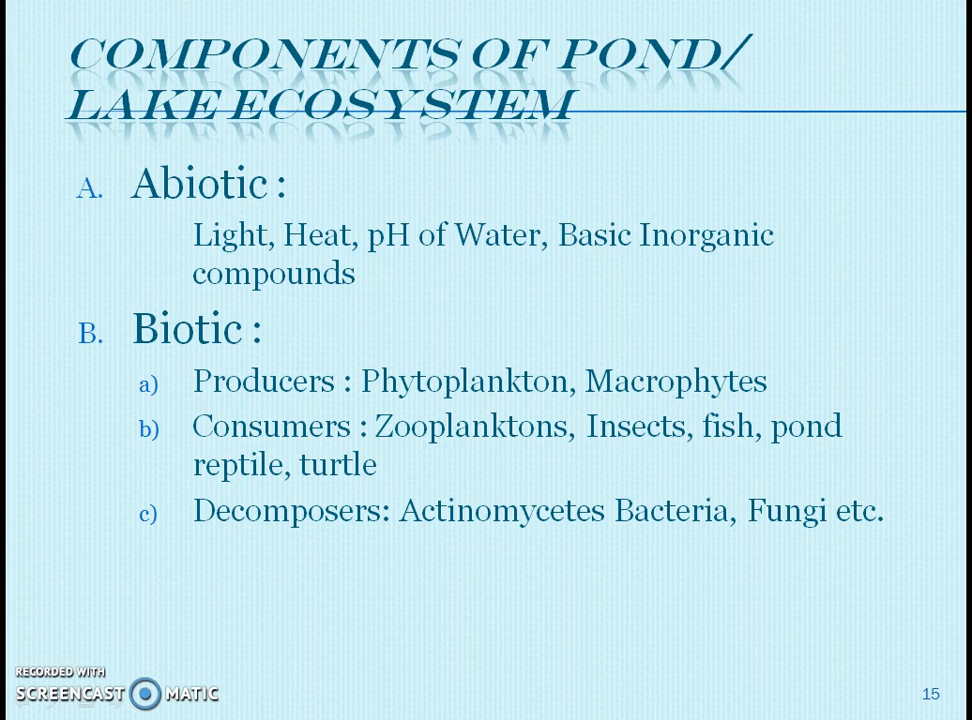 COMPONENTS OF POND/
LAKE ECOSYSTEM
A. Abiotic :
Light, Heat, pH of Water, Basic Inorganic
compounds
B. Biotic :
a) Producers : Phytoplankton, Macrophytes
b) Consumers : Zooplanktons, Insects, fish, pond
reptile, turtle
c) Decomposers: Actinomycetes Bacteria, Fungi etc.
RECORDED WITH
SCREENCAST MATIC
15